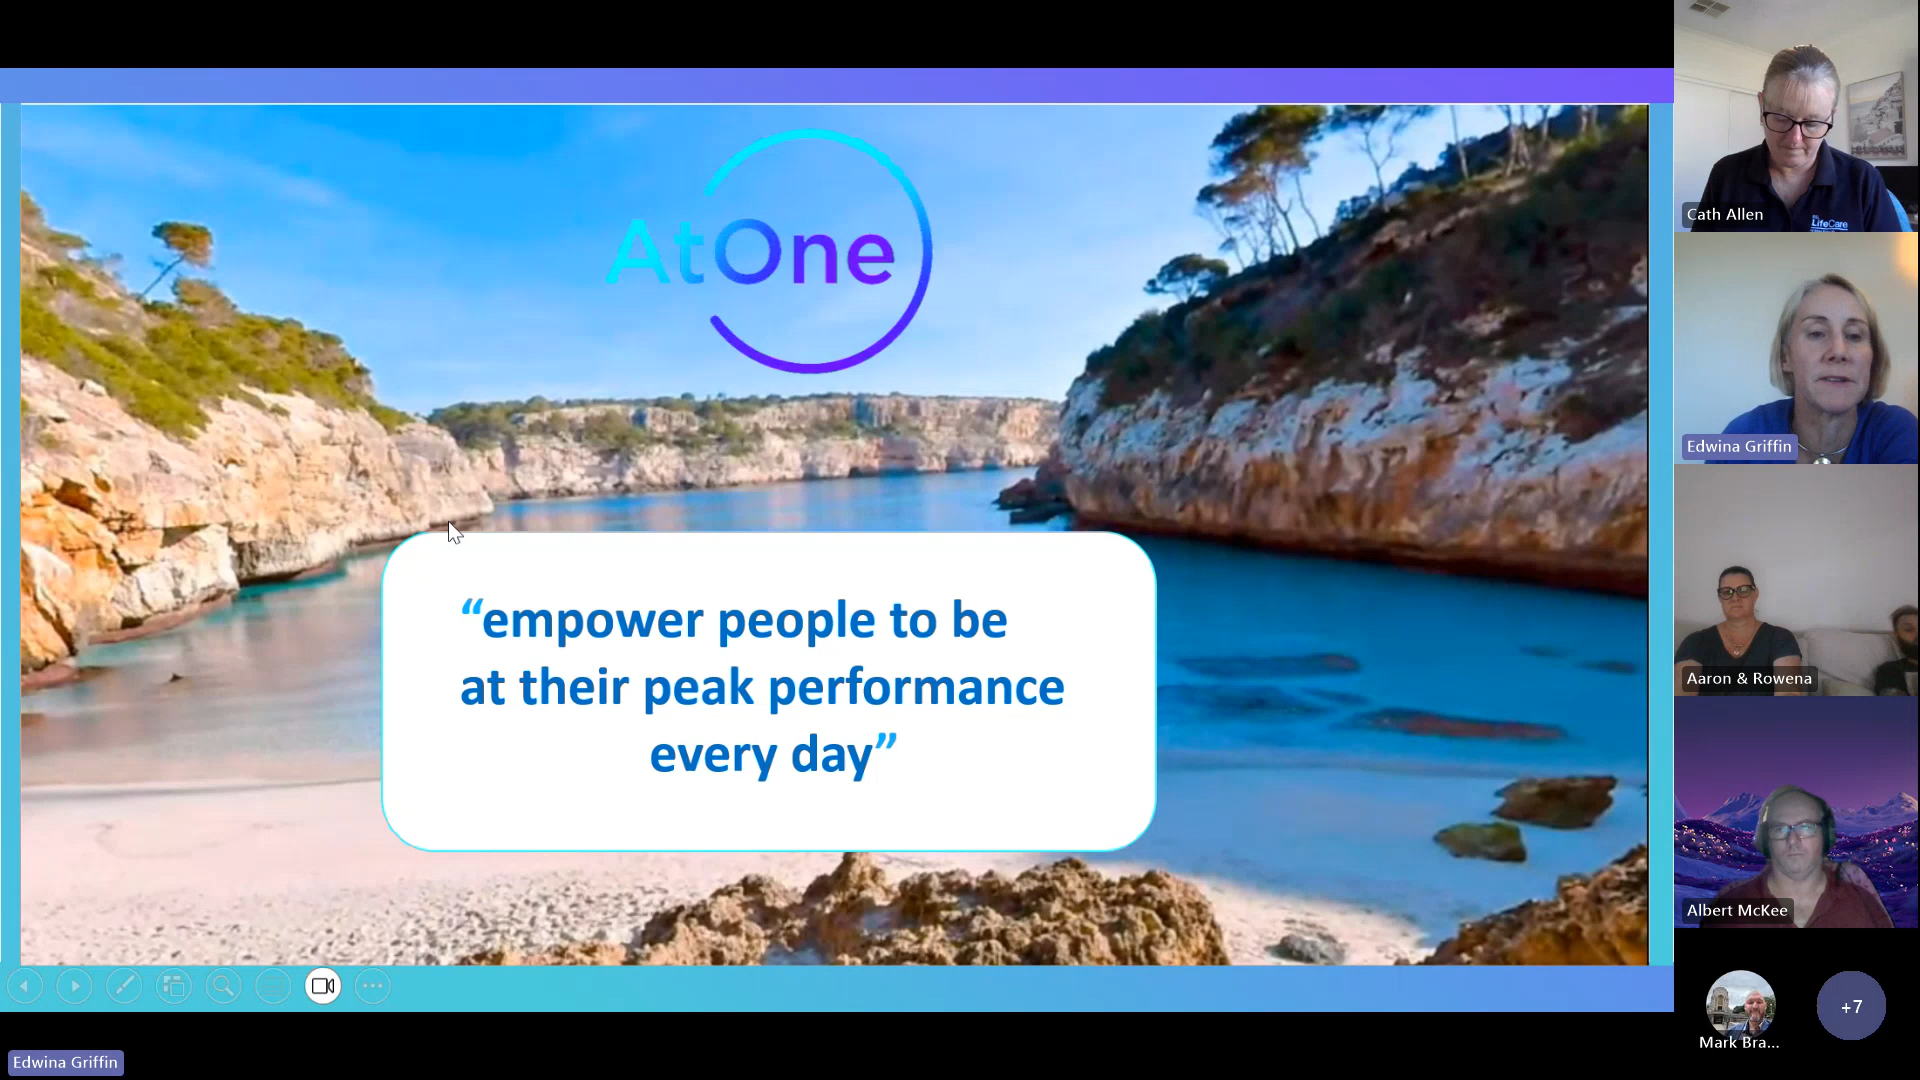 AtOne
“empower people to be
at their peak performance
every day”
Cath Allen
LifeCare
Edwina Griffin
Aaron & Rowena
Albert McKee
Mark Bra...
+7
Edwina Griffin